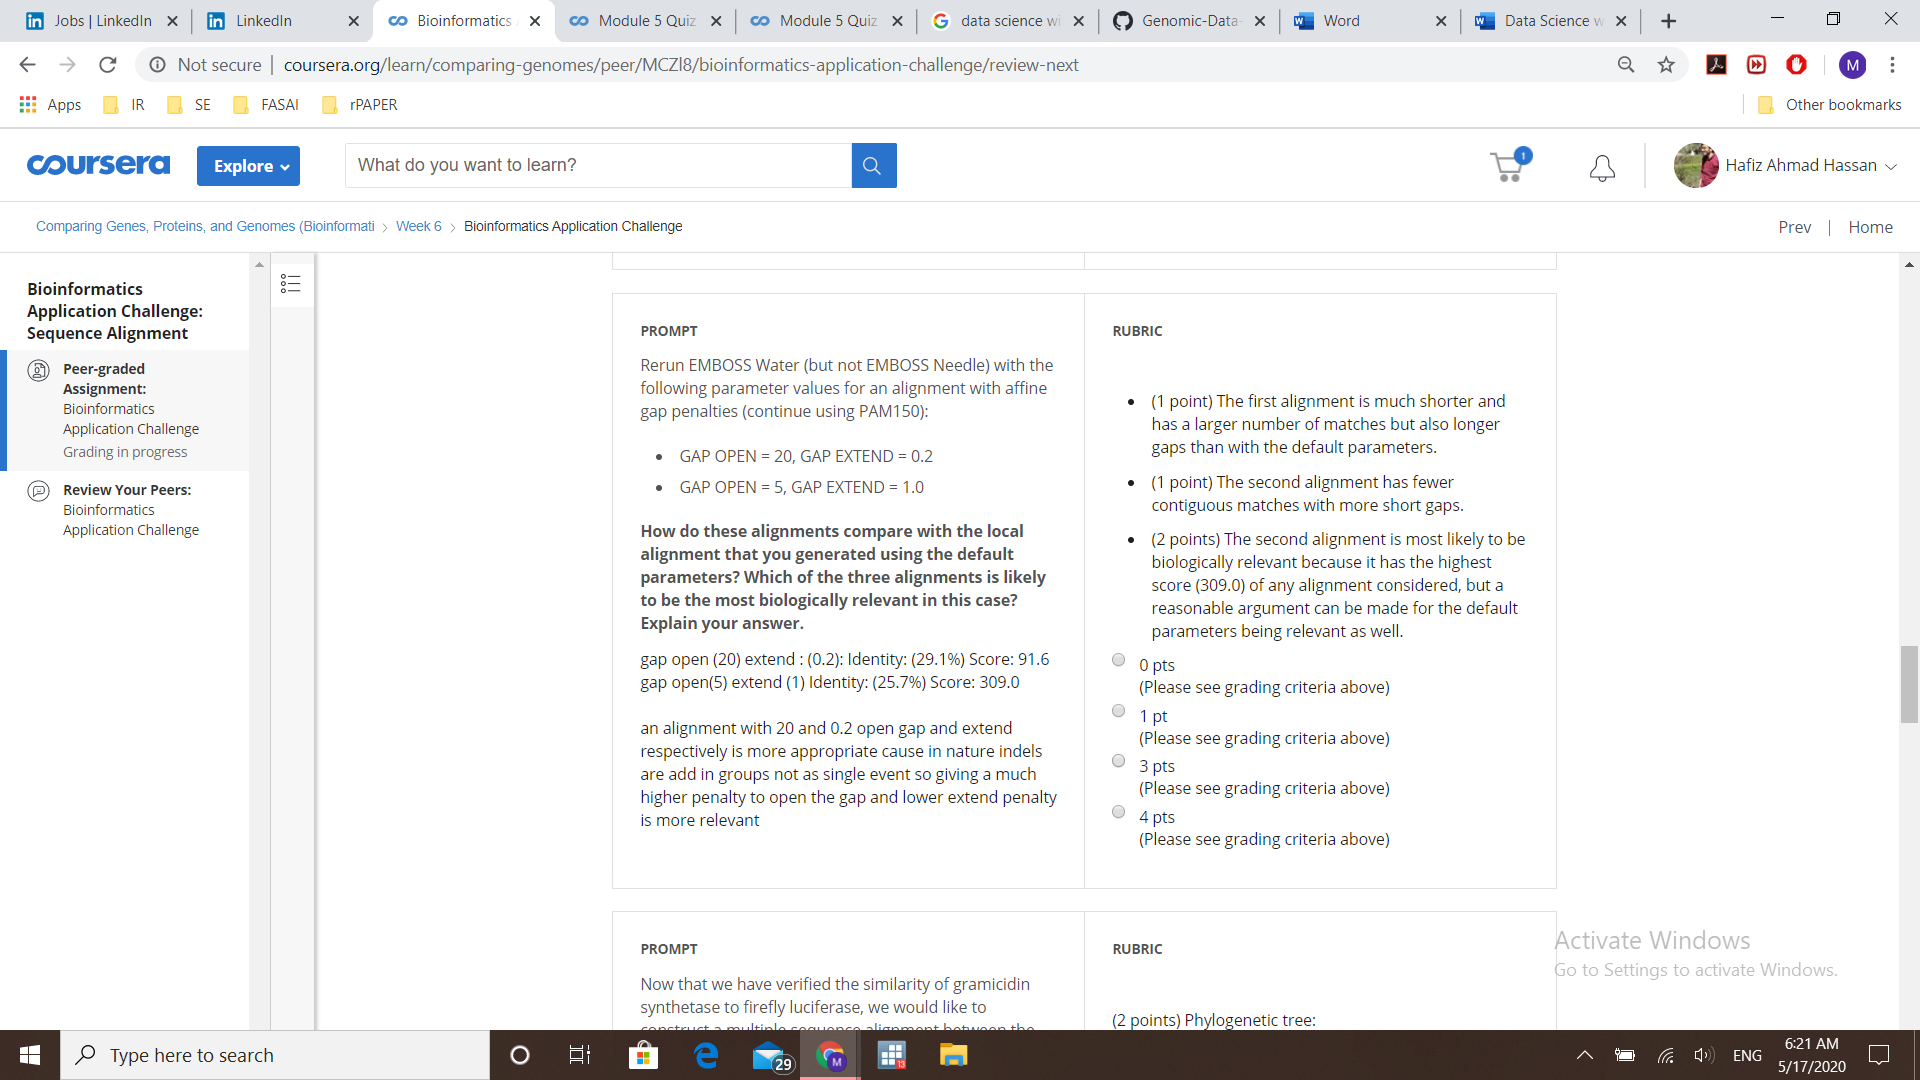 Jobs | LinkedIn
LinkedIn
Bioinformatics
Module 5 Quiz
Module 5 Quiz
data science wi
Genomic-Data-
Word
Data Science w
Not secure | coursera.org/learn/comparing-genomes/peer/MCZl8/bioinformatics-application-challenge/review-next
M
Apps
IR
SE
FASAI
rPAPER
Other bookmarks
coursera
Explore
What do you want to learn?
1
Hafiz Ahmad Hassan
Comparing Genes, Proteins, and Genomes (Bioinformati > Week 6 > Bioinformatics Application Challenge
Prev | Home
Bioinformatics
Application Challenge:
Sequence Alignment
Peer-graded
Assignment:
Bioinformatics
Application Challenge
Grading in progress
Review Your Peers:
Bioinformatics
Application Challenge
PROMPT
Rerun EMBOSS Water (but not EMBOSS Needle) with the
following parameter values for an alignment with affine
gap penalties (continue using PAM150):
• GAP OPEN = 20, GAP EXTEND = 0.2
• GAP OPEN = 5, GAP EXTEND = 1.0
How do these alignments compare with the local
alignment that you generated using the default
parameters? Which of the three alignments is likely
to be the most biologically relevant in this case?
Explain your answer.
gap open (20) extend : (0.2): Identity: (29.1%) Score: 91.6
gap open(5) extend (1) Identity: (25.7%) Score: 309.0
an alignment with 20 and 0.2 open gap and extend
respectively is more appropriate cause in nature indels
are add in groups not as single event so giving a much
higher penalty to open the gap and lower extend penalty
is more relevant
RUBRIC
• (1 point) The first alignment is much shorter and
has a larger number of matches but also longer
gaps than with the default parameters.
• (1 point) The second alignment has fewer
contiguous matches with more short gaps.
• (2 points) The second alignment is most likely to be
biologically relevant because it has the highest
score (309.0) of any alignment considered, but a
reasonable argument can be made for the default
parameters being relevant as well.
0 pts
(Please see grading criteria above)
1 pt
(Please see grading criteria above)
3 pts
(Please see grading criteria above)
4 pts
(Please see grading criteria above)
PROMPT
Now that we have verified the similarity of gramicidin
synthetase to firefly luciferase, we would like to
construct a multiple sequence alignment between the
RUBRIC
(2 points) Phylogenetic tree:
Activate Windows
Go to Settings to activate Windows.
Type here to search
29
M
13
ENG
6:21 AM
5/17/2020